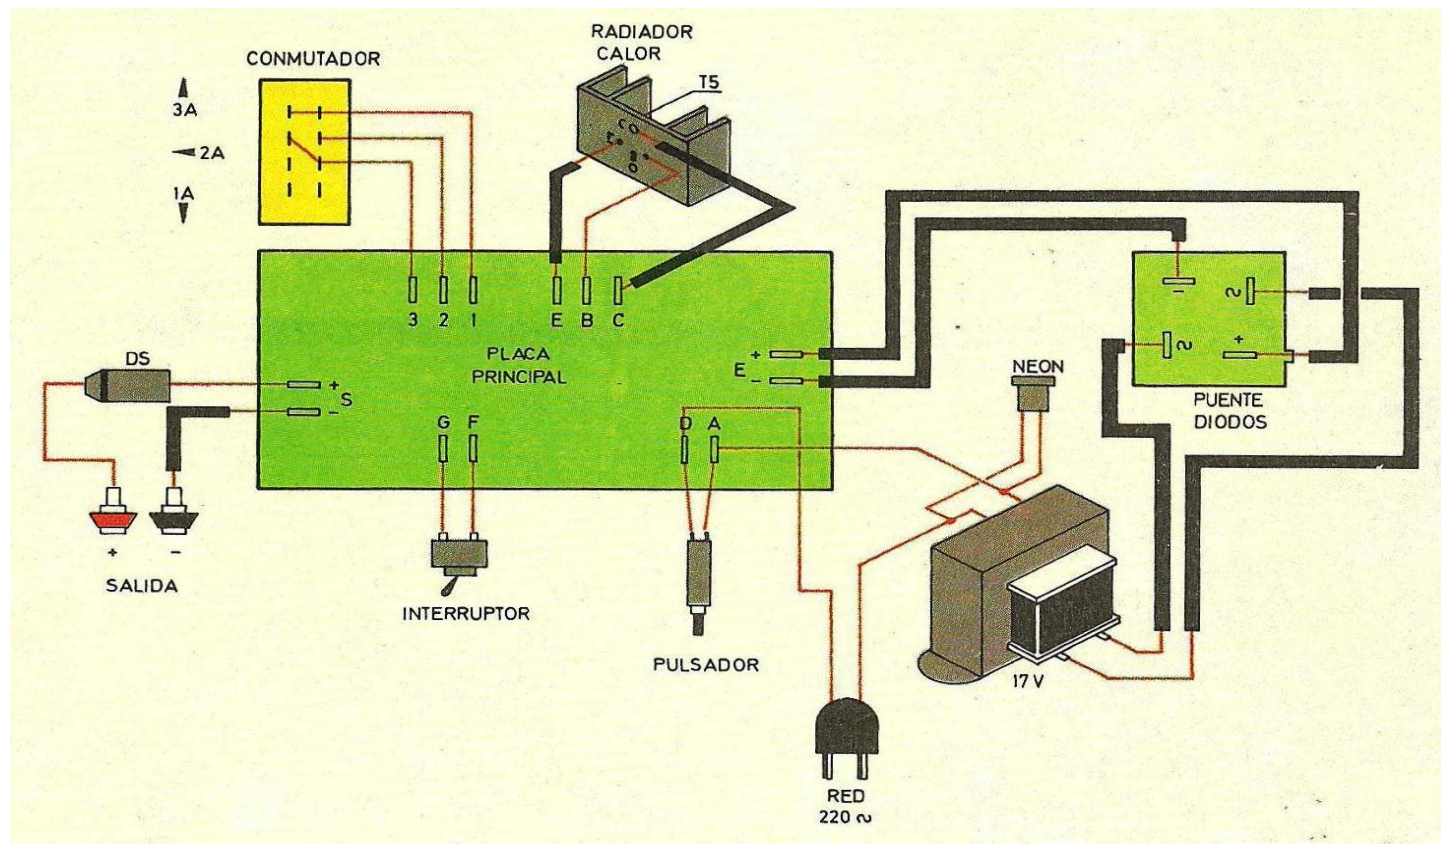 RADIADOR
CALOR
CONMUTADOR
T5
3A
2A
1A
C
E
B
3 2 1 E B C
PLACA
PRINCIPAL
DS
+
S
-
+
E
-
-
~
~
+
NEON
PUENTE
DIODOS
G F
D A
+ -
SALIDA
INTERRUPTOR
PULSADOR
17 V
RED
220 ~